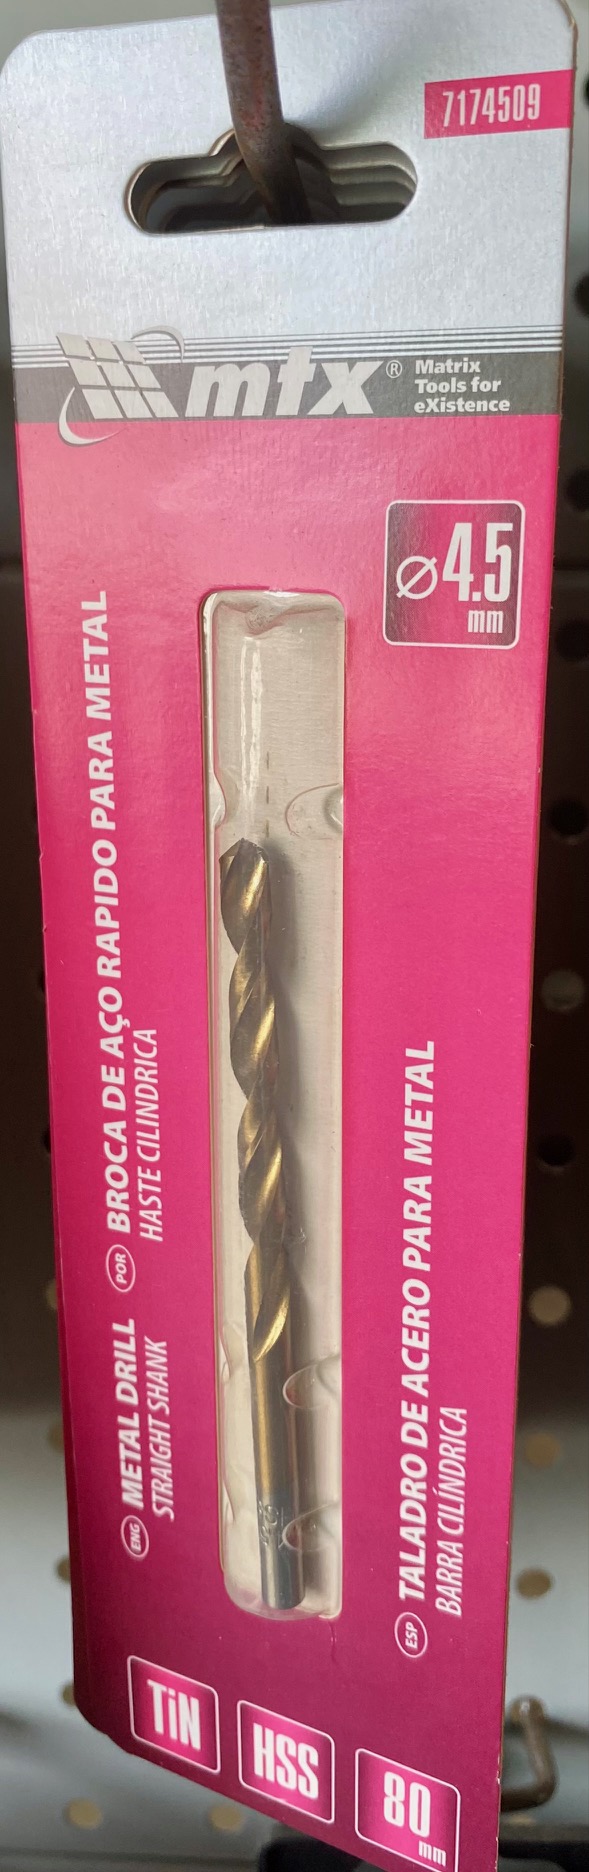 7174509
mtx®
Matrix
Tools for
eXistence
Ø4.5
mm
POR BROCA DE AÇO RAPIDO PARA METAL
HASTE CILINDRICA
ENG METAL DRILL
STRAIGHT SHANK
ESP TALADRO DE ACERO PARA METAL
BARRA CILÍNDRICA
TiN
HSS
80
mm